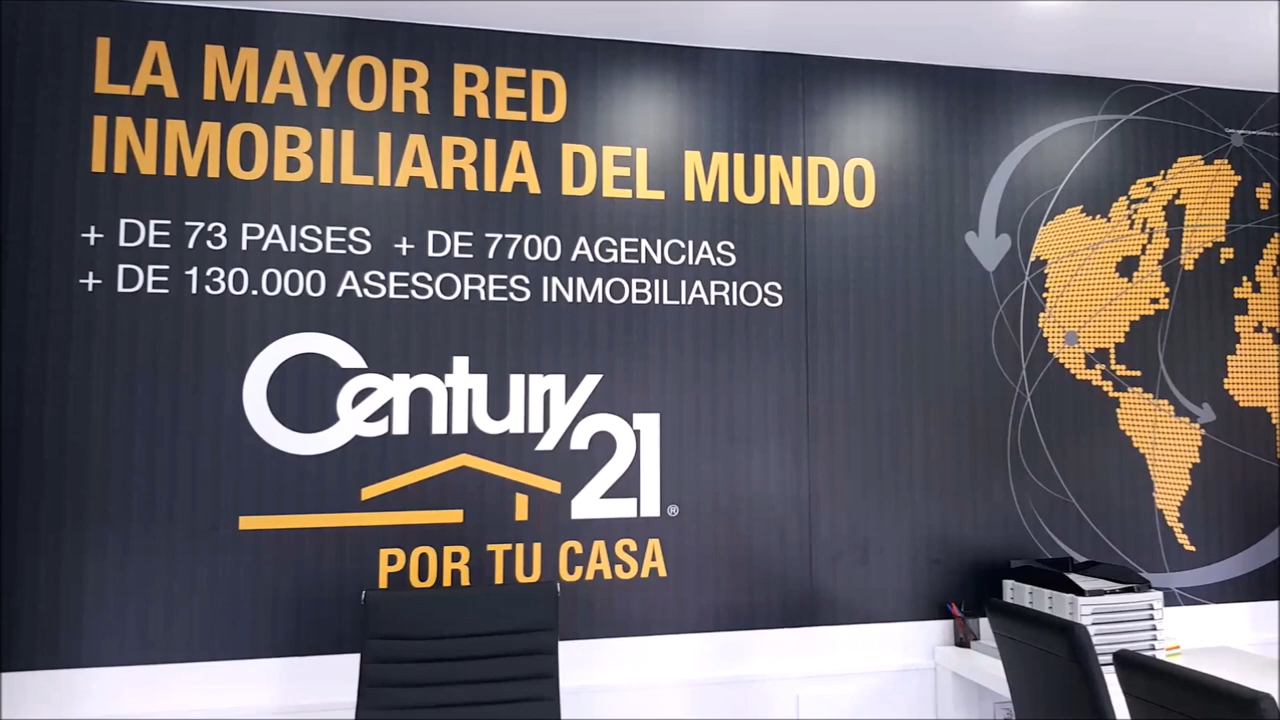 LA MAYOR RED
INMOBILIARIA DEL MUNDO
+ DE 73 PAISES + DE 7700 AGENCIAS
+ DE 130.000 ASESORES INMOBILIARIOS
Century
21®
POR TU CASA